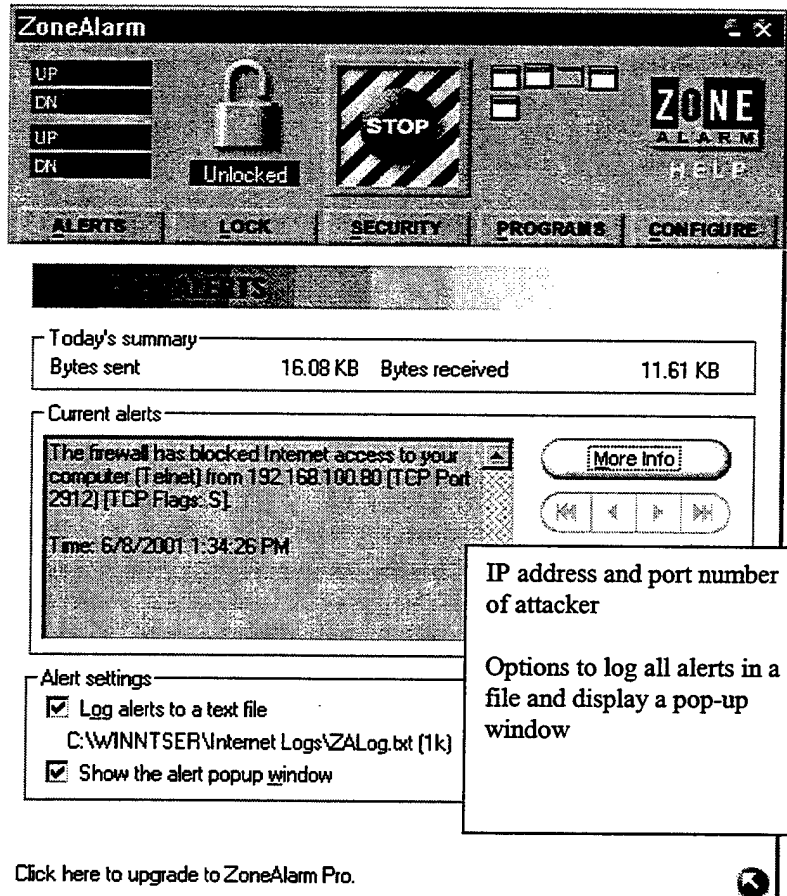 ZoneAlarm
UP
DN
UP
DN
Unlocked
STOP
ZONE
ALARM
HELP
ALERTS
LOCK
SECURITY
PROGRAMS
CONFIGURE
ALERTS
Today's summary
Bytes sent 16.08 KB Bytes received 11.61 KB
Current alerts
The firewall has blocked Internet access to your
computer [Telnet] from 192.168.100.80 [TCP Port
2912] [TCP Flags: S].
Time: 6/8/2001 1:34:26 PM
More Info
IP address and port number
of attacker
Options to log all alerts in a
file and display a pop-up
window
Alert settings
Log alerts to a text file
C:\WINNTSER\Internet Logs\ZALog.txt (1k)
Show the alert popup window
Click here to upgrade to ZoneAlarm Pro.